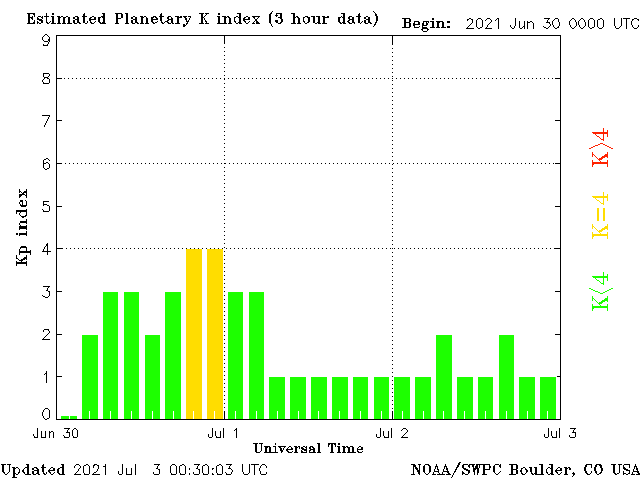 Estimated Planetary K index (3 hour data) Begin: 2021 Jun 30 0000 UTC
9
8
7
6
5
4
3
2
1
0
Kp index
Jun 30 Jul 1 Jul 2 Jul 3
Universal Time
K>4
K=4
K<4
Updated 2021 Jul 3 00:30:03 UTC NOAA/SWPC Boulder, CO USA